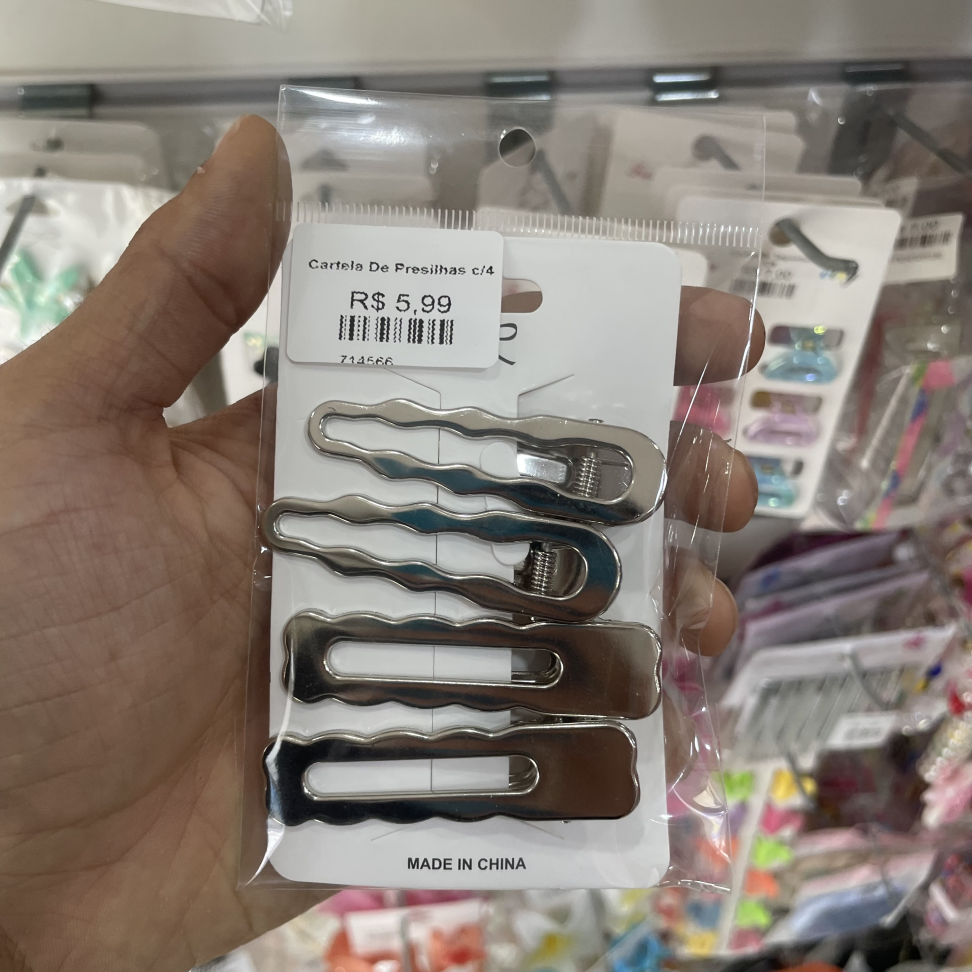 Cartela De Presilhas c/4
R$ 5,99
714566
MADE IN CHINA